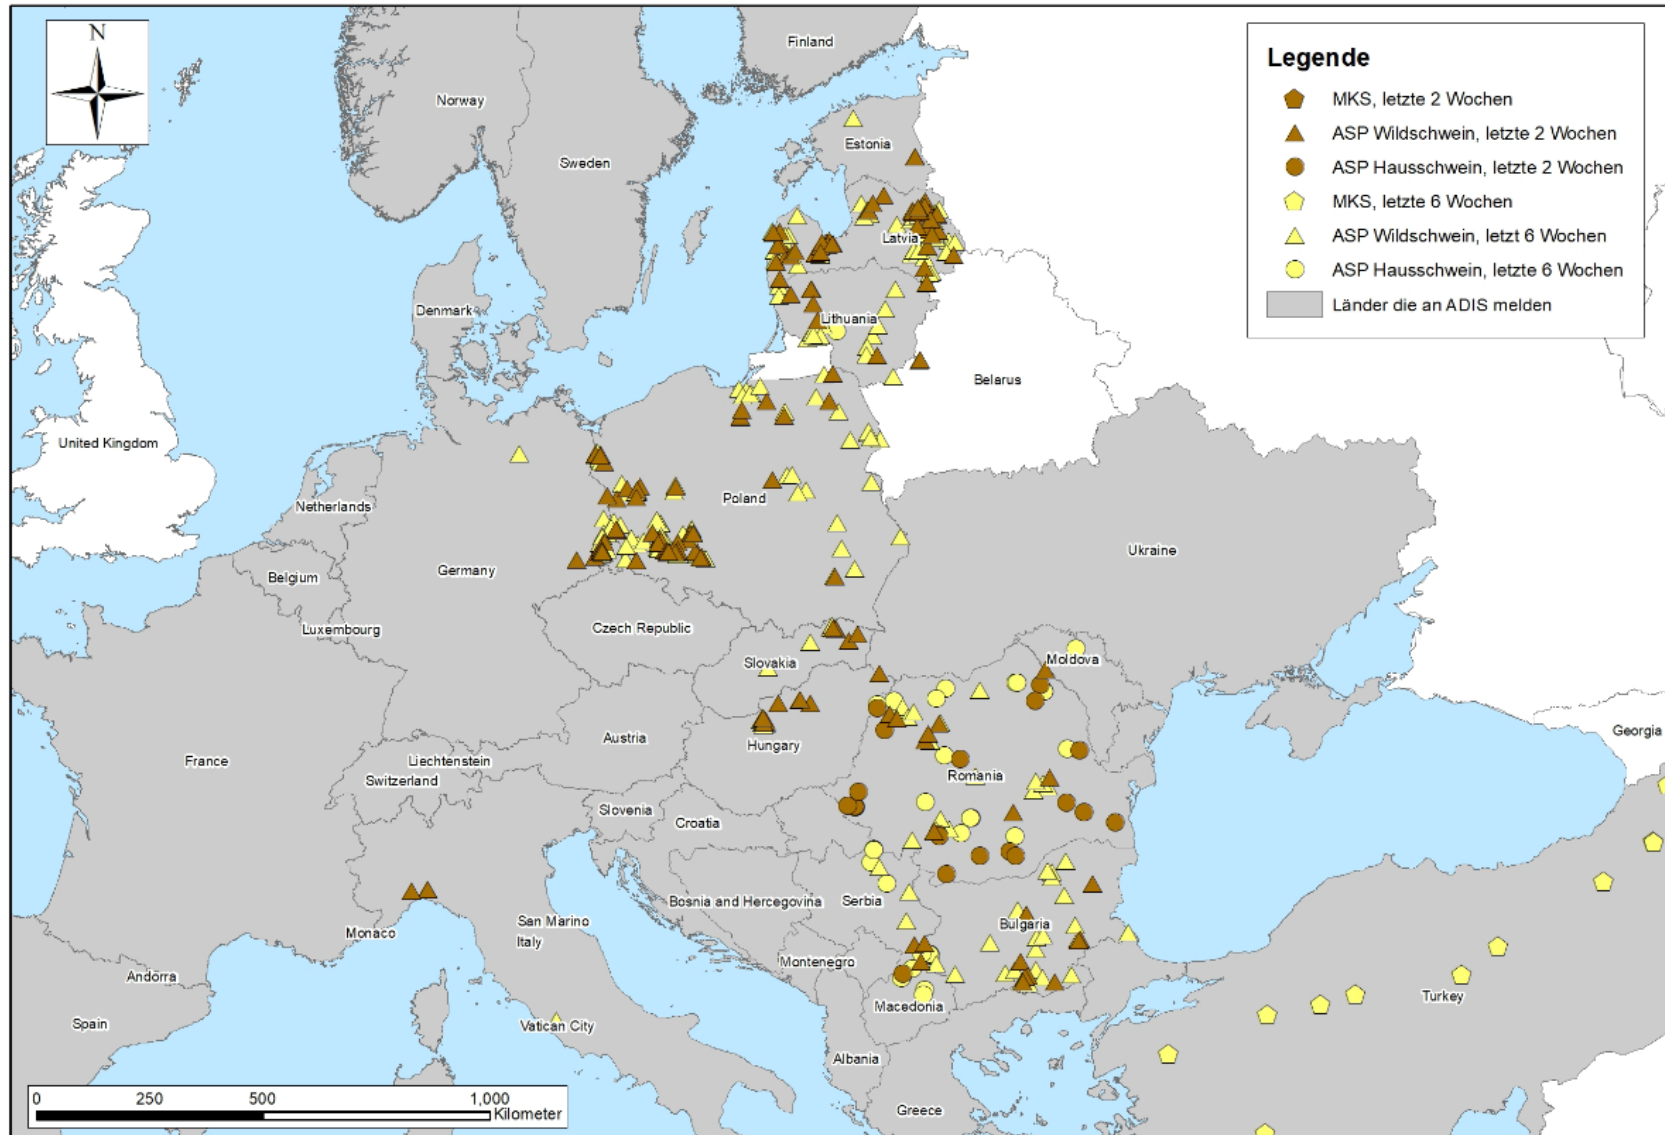 N
Legende
MKS, letzte 2 Wochen
ASP Wildschwein, letzte 2 Wochen
ASP Hausschwein, letzte 2 Wochen
MKS, letzte 6 Wochen
ASP Wildschwein, letzt 6 Wochen
ASP Hausschwein, letzte 6 Wochen
Länder die an ADIS melden
Finland
Norway
Sweden
Estonia
Latvia
Denmark
Lithuania
Belarus
United Kingdom
Netherlands
Poland
Ukraine
Belgium
Germany
Luxembourg
Czech Republic
Slovakia
Moldova
Austria
Hungary
Georgia
France
Liechtenstein
Switzerland
Romania
Slovenia
Croatia
Bosnia and Hercegovina
Serbia
San Marino
Italy
Monaco
Bulgaria
Montenegro
Andorra
Macedonia
Turkey
Spain
Vatican City
Albania
Greece
0 250 500 1,000
Kilometer